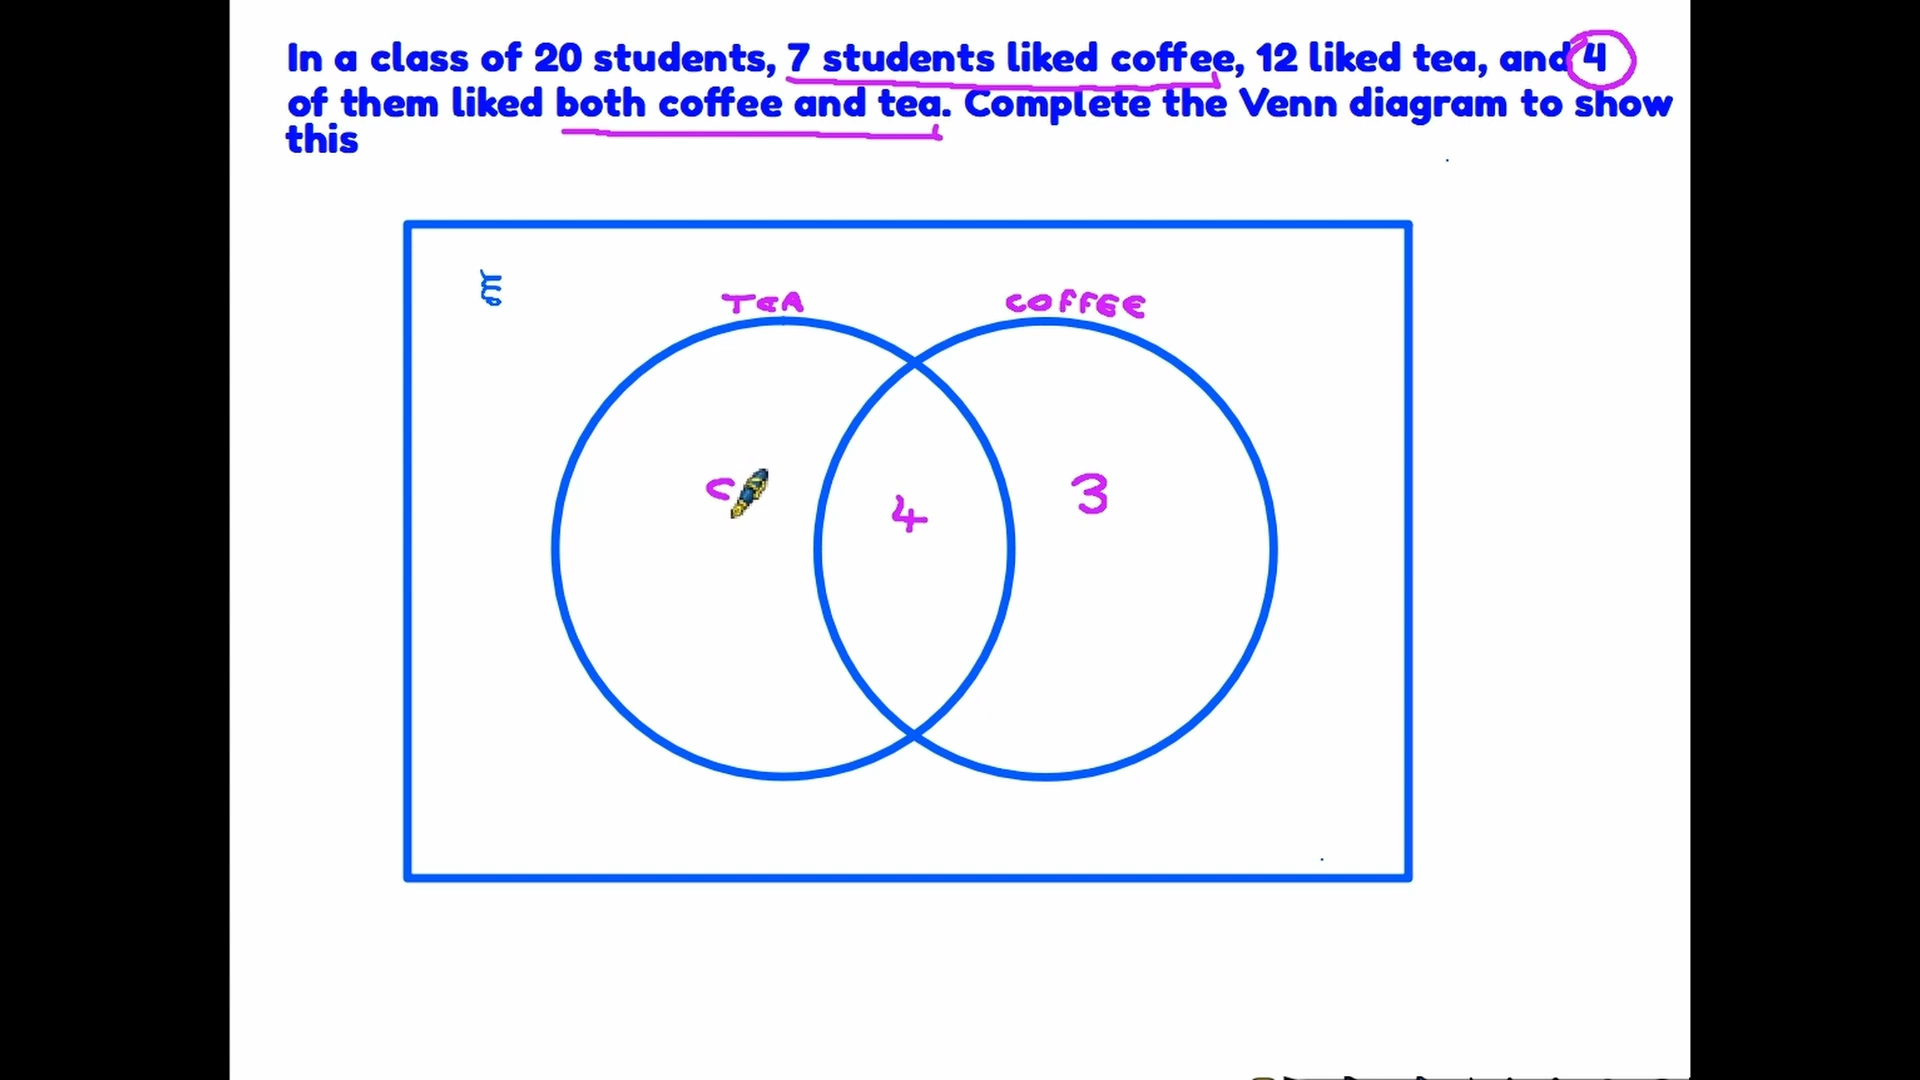 In a class of 20 students, 7 students liked coffee, 12 liked tea, and 4
of them liked both coffee and tea. Complete the Venn diagram to show
this
ξ
TEA
COFFEE
4
3